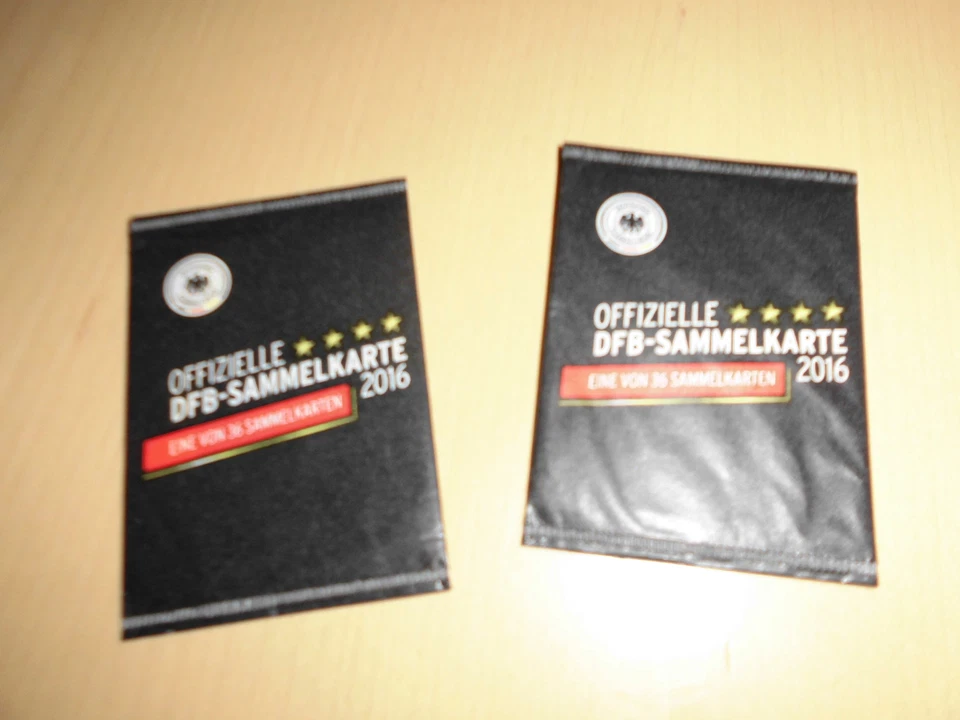 OFFIZIELLE
DFB-SAMMELKARTE
2016
EINE VON 36 SAMMELKARTEN
OFFIZIELLE
DFB-SAMMELKARTE
2016
EINE VON 36 SAMMELKARTEN